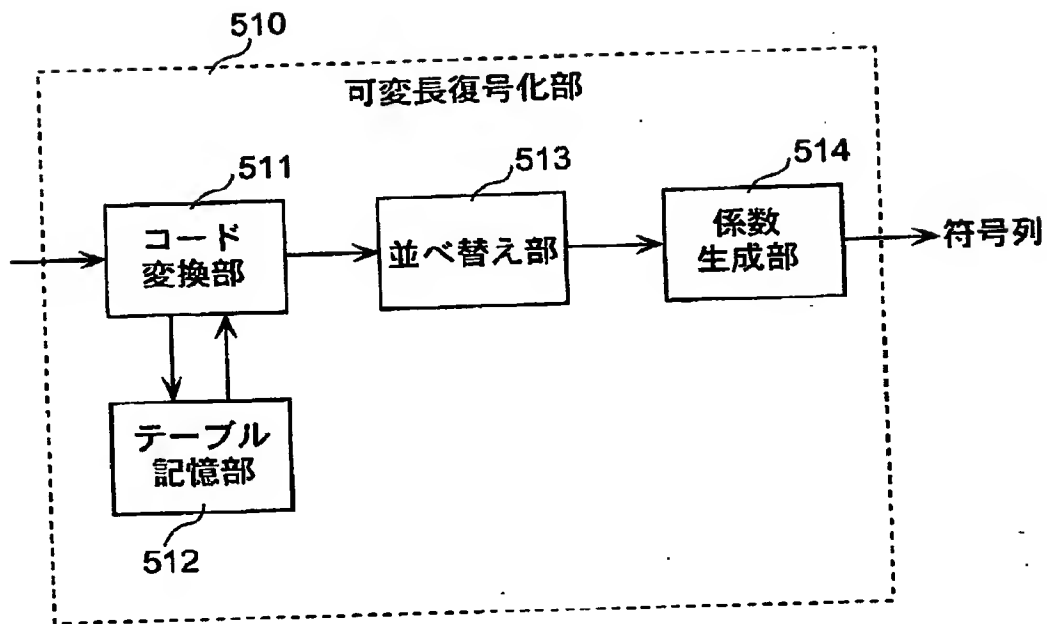 510
可変長復号化部
511
コード
変換部
513
並べ替え部
514
係数
生成部
符号列
テーブル
記憶部
512